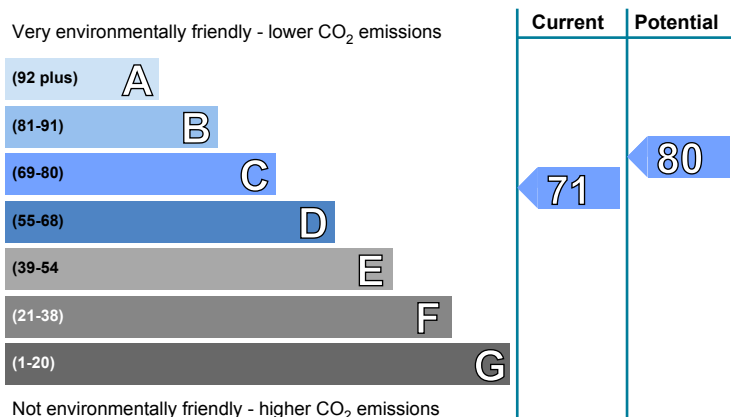 Current Potential
Very environmentally friendly - lower CO₂ emissions
(92 plus) A
(81-91) B
(69-80) C
(55-68) D
(39-54 E
(21-38) F
(1-20) G
71
80
Not environmentally friendly - higher CO₂ emissions